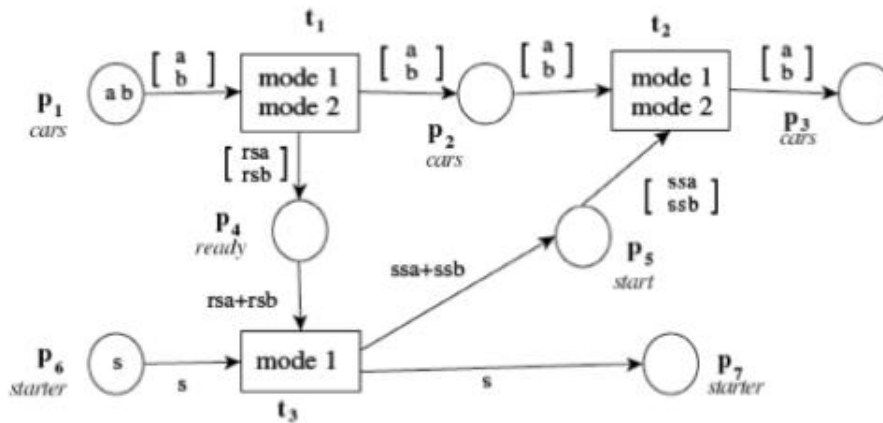 t1
t2
[ a b ]
[ a b ]
[ a b ]
[ a b ]
a b
mode 1
mode 2
mode 1
mode 2
p1
cars
p2
cars
p3
cars
[ rsa rsb ]
[ ssa ssb ]
p4
ready
ssa+ssb
p5
start
rsa+rsb
p6
starter
s
s
mode 1
s
p7
starter
t3